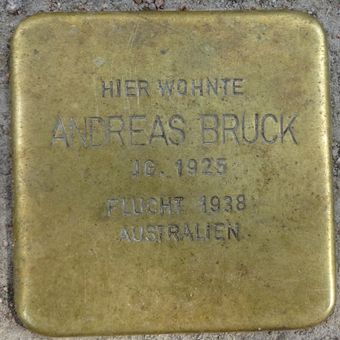 HIER WOHNTE
ANDREAS BRUCK
JG. 1925
FLUCHT 1938
AUSTRALIEN